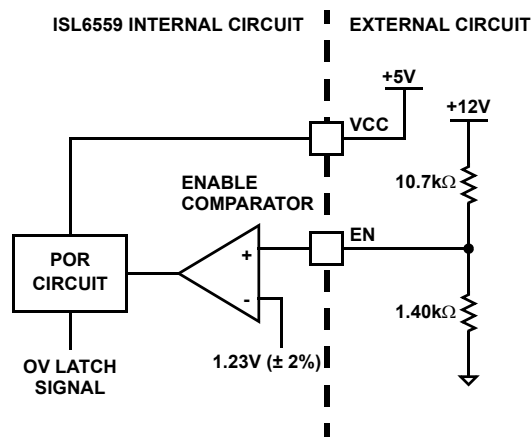 ISL6559 INTERNAL CIRCUIT
EXTERNAL CIRCUIT
+5V
+12V
VCC
10.7kΩ
ENABLE
COMPARATOR
EN
POR
CIRCUIT
+
-
1.40kΩ
1.23V (± 2%)
OV LATCH
SIGNAL